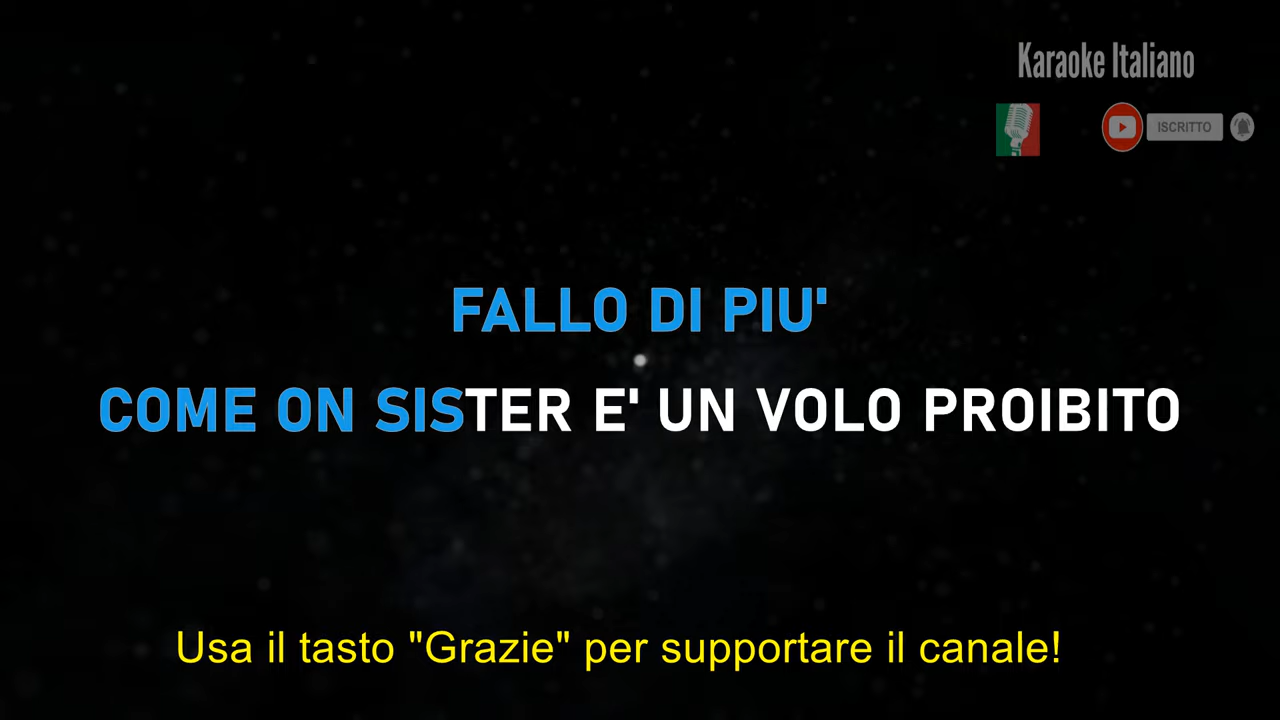 Karaoke Italiano
ISCRITTO
FALLO DI PIU'
COME ON SISTER E' UN VOLO PROIBITO
Usa il tasto "Grazie" per supportare il canale!